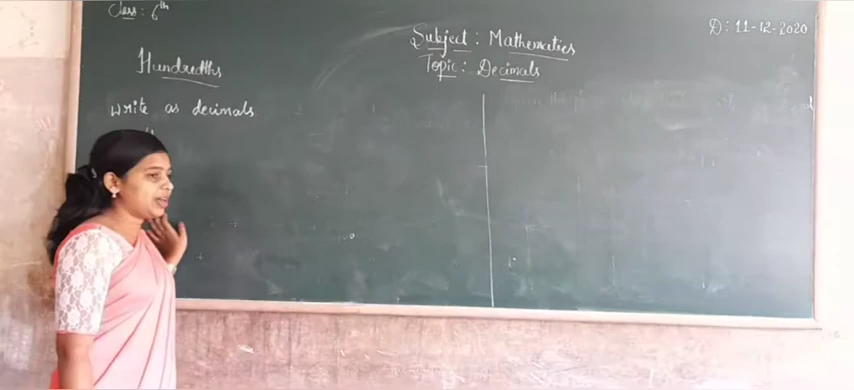 Class: 6th
Subject: Mathematics
D: 11-12-2020
Topic: Decimals
Hundredths
write as decimals